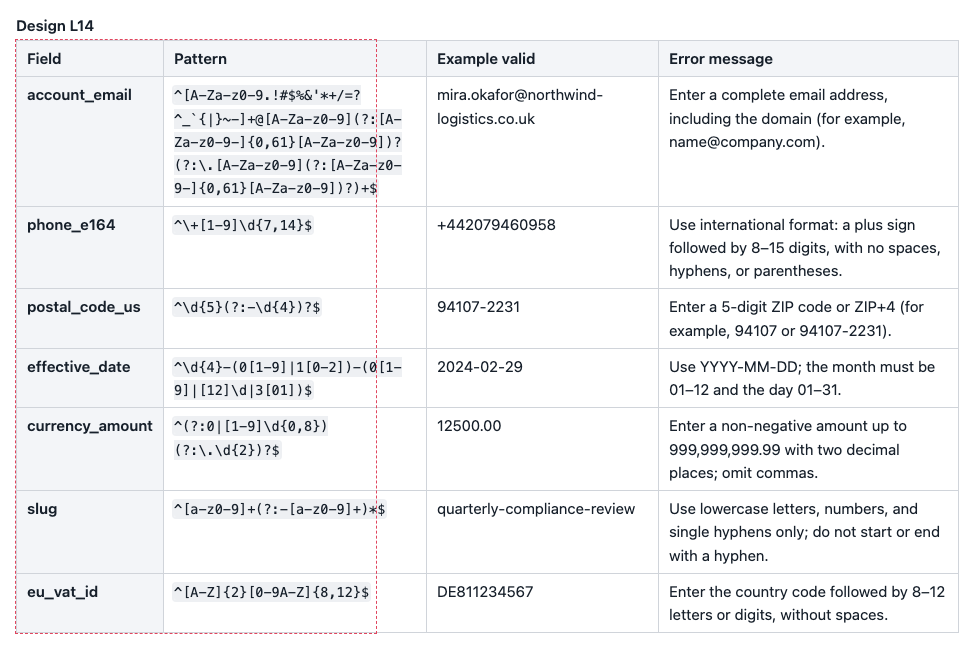 Design L14
Field Pattern Example valid Error message
account_email ^[A-Za-z0-9.!#$%&'*+/=? mira.okafor@northwind- Enter a complete email address,
^_`{|}~-]+@[A-Za-z0-9](?:[A- logistics.co.uk including the domain (for example,
Za-z0-9-]{0,61}[A-Za-z0-9])? name@company.com).
(?:\.[A-Za-z0-9](?:[A-Za-z0-
9-]{0,61}[A-Za-z0-9])?)+$
phone_e164 ^\+[1-9]\d{7,14}$ +442079460958 Use international format: a plus sign
followed by 8–15 digits, with no spaces,
hyphens, or parentheses.
postal_code_us ^\d{5}(?:-\d{4})?$ 94107-2231 Enter a 5-digit ZIP code or ZIP+4 (for
example, 94107 or 94107-2231).
effective_date ^\d{4}-(0[1-9]|1[0-2])-(0[1- 2024-02-29 Use YYYY-MM-DD; the month must be
9]|[12]\d|3[01])$ 01–12 and the day 01–31.
currency_amount ^(?:0|[1-9]\d{0,8}) 12500.00 Enter a non-negative amount up to
(?:\.\d{2})?$ 999,999,999.99 with two decimal
places; omit commas.
slug ^[a-z0-9]+(?:-[a-z0-9]+)*$ quarterly-compliance-review Use lowercase letters, numbers, and
single hyphens only; do not start or end
with a hyphen.
eu_vat_id ^[A-Z]{2}[0-9A-Z]{8,12}$ DE811234567 Enter the country code followed by 8–12
letters or digits, without spaces.